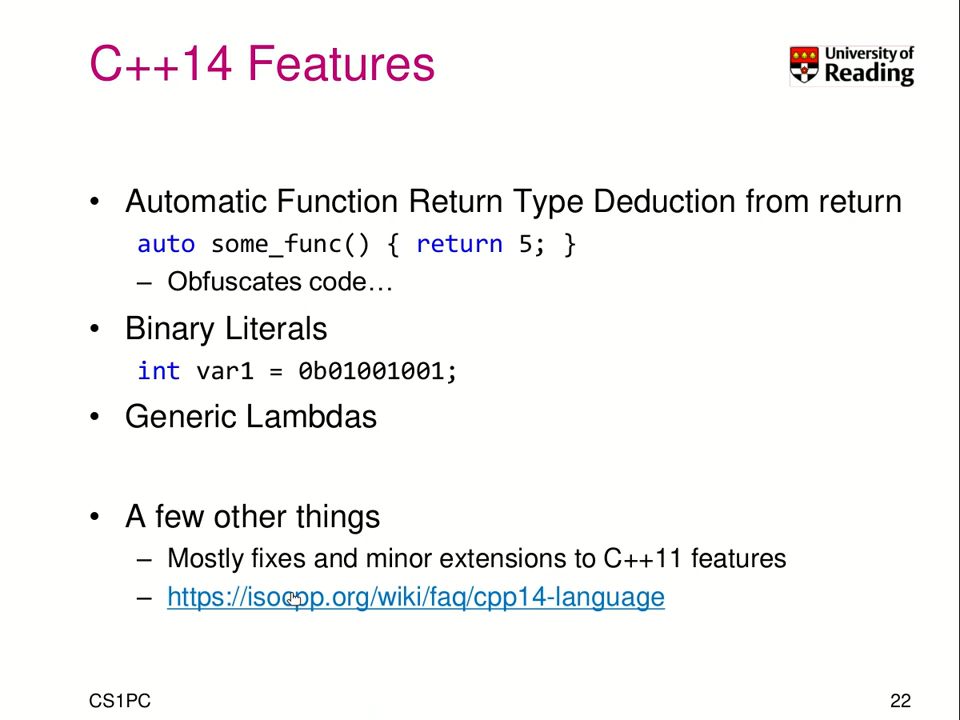 C++14 Features
University of
Reading
• Automatic Function Return Type Deduction from return
auto some_func() { return 5; }
– Obfuscates code…
• Binary Literals
int var1 = 0b01001001;
• Generic Lambdas
• A few other things
– Mostly fixes and minor extensions to C++11 features
– https://isocpp.org/wiki/faq/cpp14-language
CS1PC
22